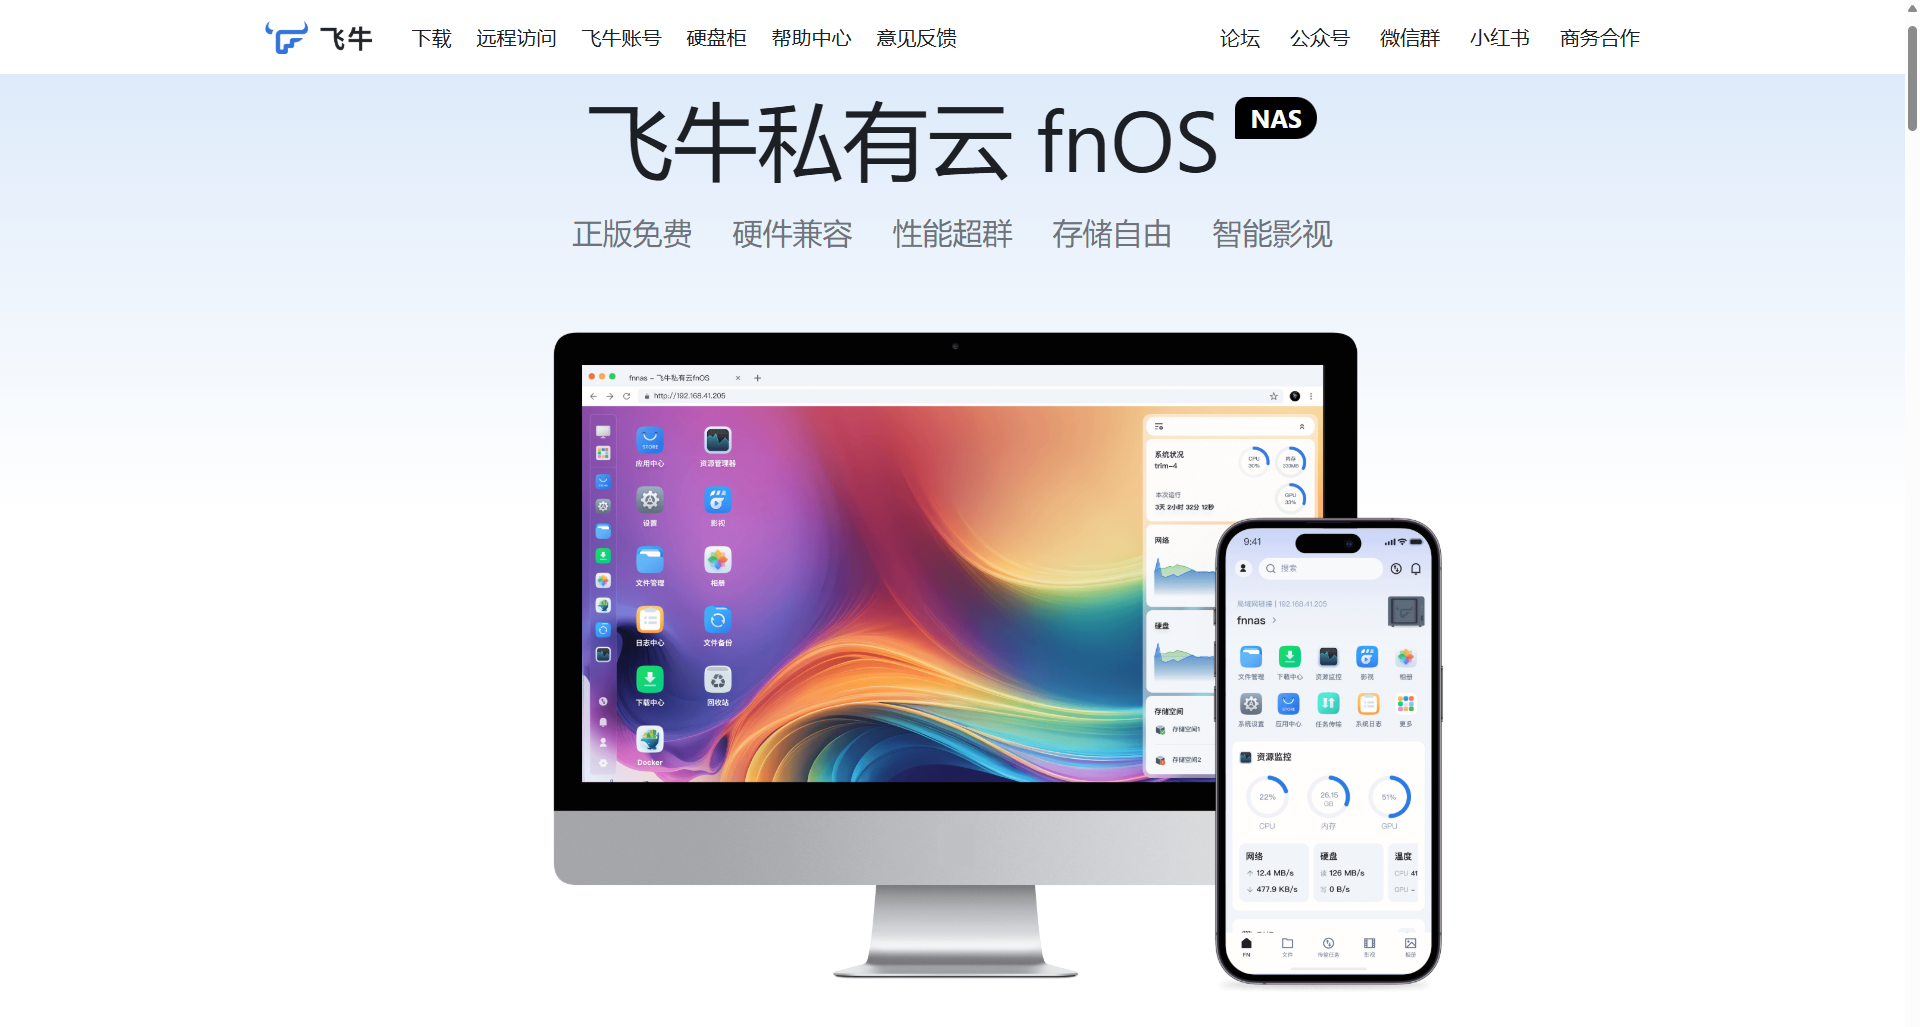 飞牛 下载 远程访问 飞牛账号 硬盘柜 帮助中心 意见反馈 论坛 公众号 微信群 小红书 商务合作
飞牛私有云 fnOS NAS
正版免费 硬件兼容 性能超群 存储自由 智能影视
fnnas – 飞牛私有云fnOS
http://192.168.41.205
STORE
应用中心 资源管理器
设置 影视
文件管理 相册
日志中心 文件备份
下载中心 回收站
Docker
系统状况
trim-4
CPU
30%
内存
533MB
本次运行
3天 2小时 32分 12秒
GPU
33%
网络
硬盘
存储空间
存储空间1
存储空间2
9:41
搜索
局域网链接 | 192.168.41.205
fnnas
文件管理 下载中心 资源监控 影视 相册
系统设置 应用中心 任务传输 系统日志 更多
资源监控
22% 26.15 GB 51%
CPU 内存 GPU
网络 硬盘 温度
12.4 MB/s 读 126 MB/s CPU 41
477.9 KB/s 写 0 B/s GPU –
FN 文件 传输任务 影视 相册